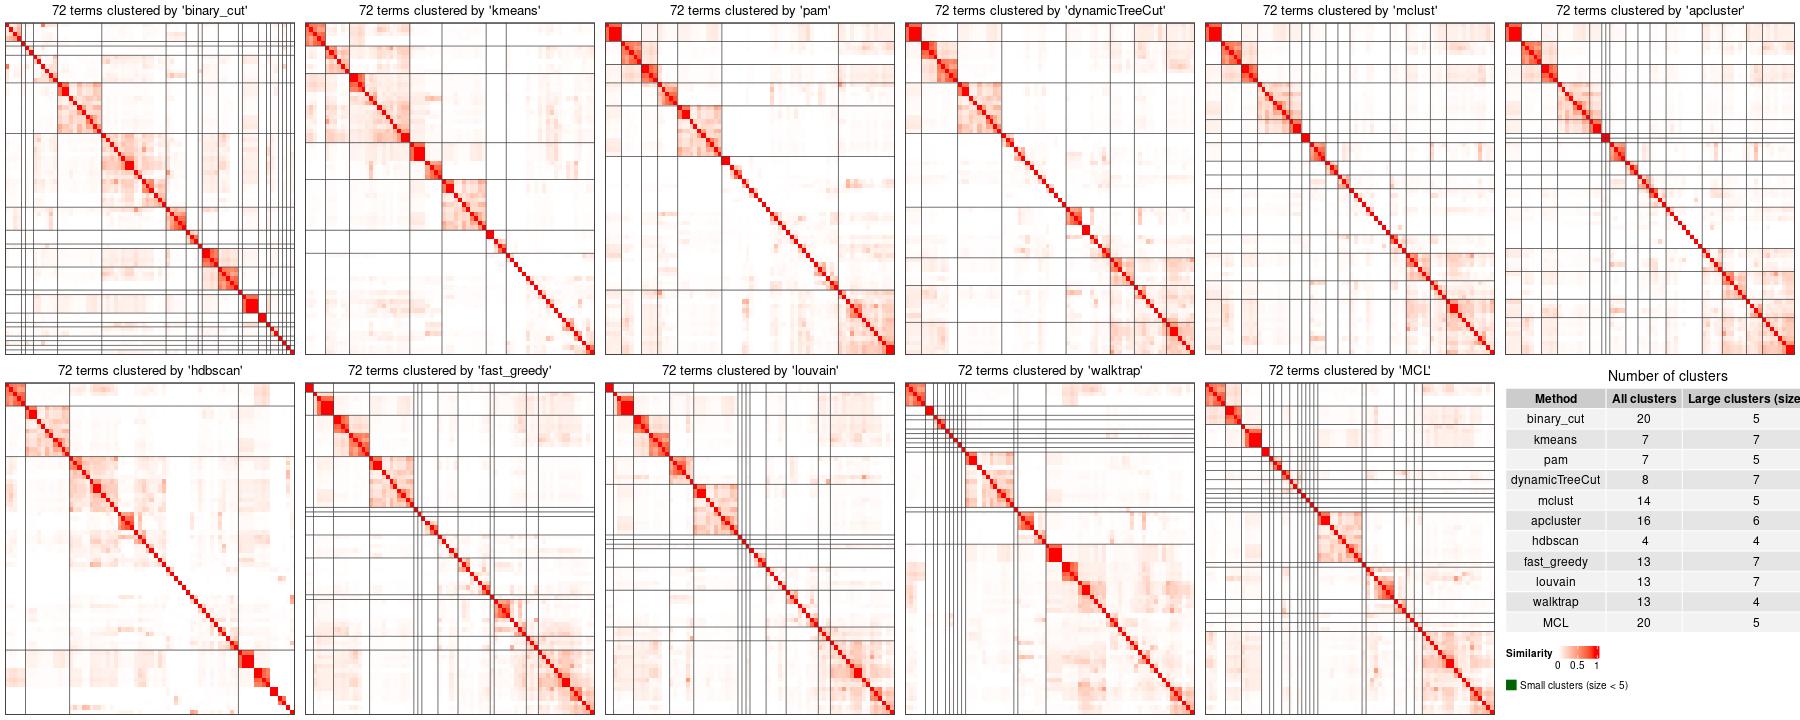 72 terms clustered by 'binary_cut'
72 terms clustered by 'kmeans'
72 terms clustered by 'pam'
72 terms clustered by 'dynamicTreeCut'
72 terms clustered by 'mclust'
72 terms clustered by 'apcluster'
72 terms clustered by 'hdbscan'
72 terms clustered by 'fast_greedy'
72 terms clustered by 'louvain'
72 terms clustered by 'walktrap'
72 terms clustered by 'MCL'
Number of clusters
Method All clusters Large clusters (size
binary_cut 20 5
kmeans 7 7
pam 7 5
dynamicTreeCut 8 7
mclust 14 5
apcluster 16 6
hdbscan 4 4
fast_greedy 13 7
louvain 13 7
walktrap 13 4
MCL 20 5
Similarity
0 0.5 1
Small clusters (size < 5)